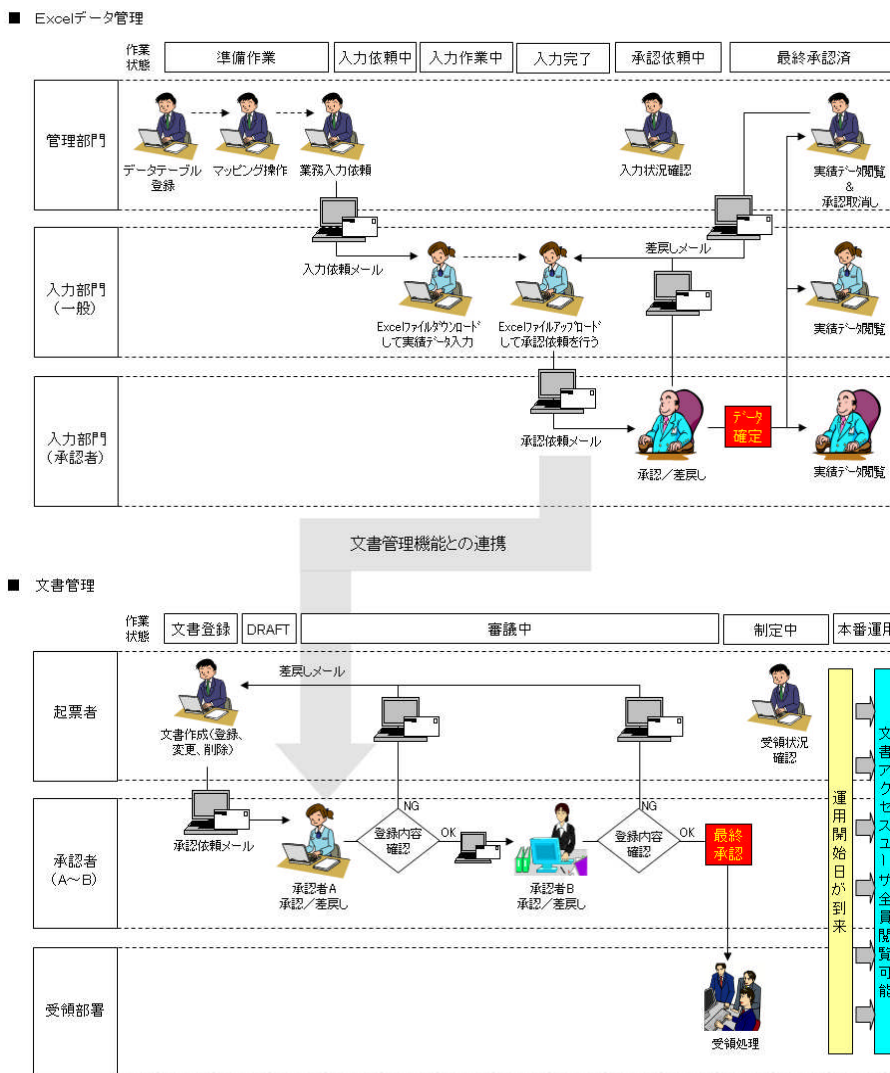 ■ Excelデータ管理
作業
状態
準備作業
入力依頼中
入力作業中
入力完了
承認依頼中
最終承認済
管理部門
データテーブル
登録
マッピング操作
業務入力依頼
入力状況確認
実績データ閲覧
&
承認取消し
入力依頼メール
差戻しメール
入力部門
(一般)
Excelファイルダウンロード
して実績データ入力
Excelファイルアップロード
して承認依頼を行う
実績データ閲覧
入力部門
(承認者)
承認依頼メール
承認/差戻し
データ
確定
実績データ閲覧
文書管理機能との連携
■ 文書管理
作業
状態
文書登録
DRAFT
審議中
制定中
本番運用
起票者
差戻しメール
文書作成(登録、
変更、削除)
受領状況
確認
承認者
(A~B)
承認依頼メール
承認者A
承認/差戻し
NG
登録内容
確認
OK
承認者B
承認/差戻し
NG
登録内容
確認
OK
最終
承認
運用開始日が到来
文書アクセスユーザ全員閲覧可能
受領部署
受領処理